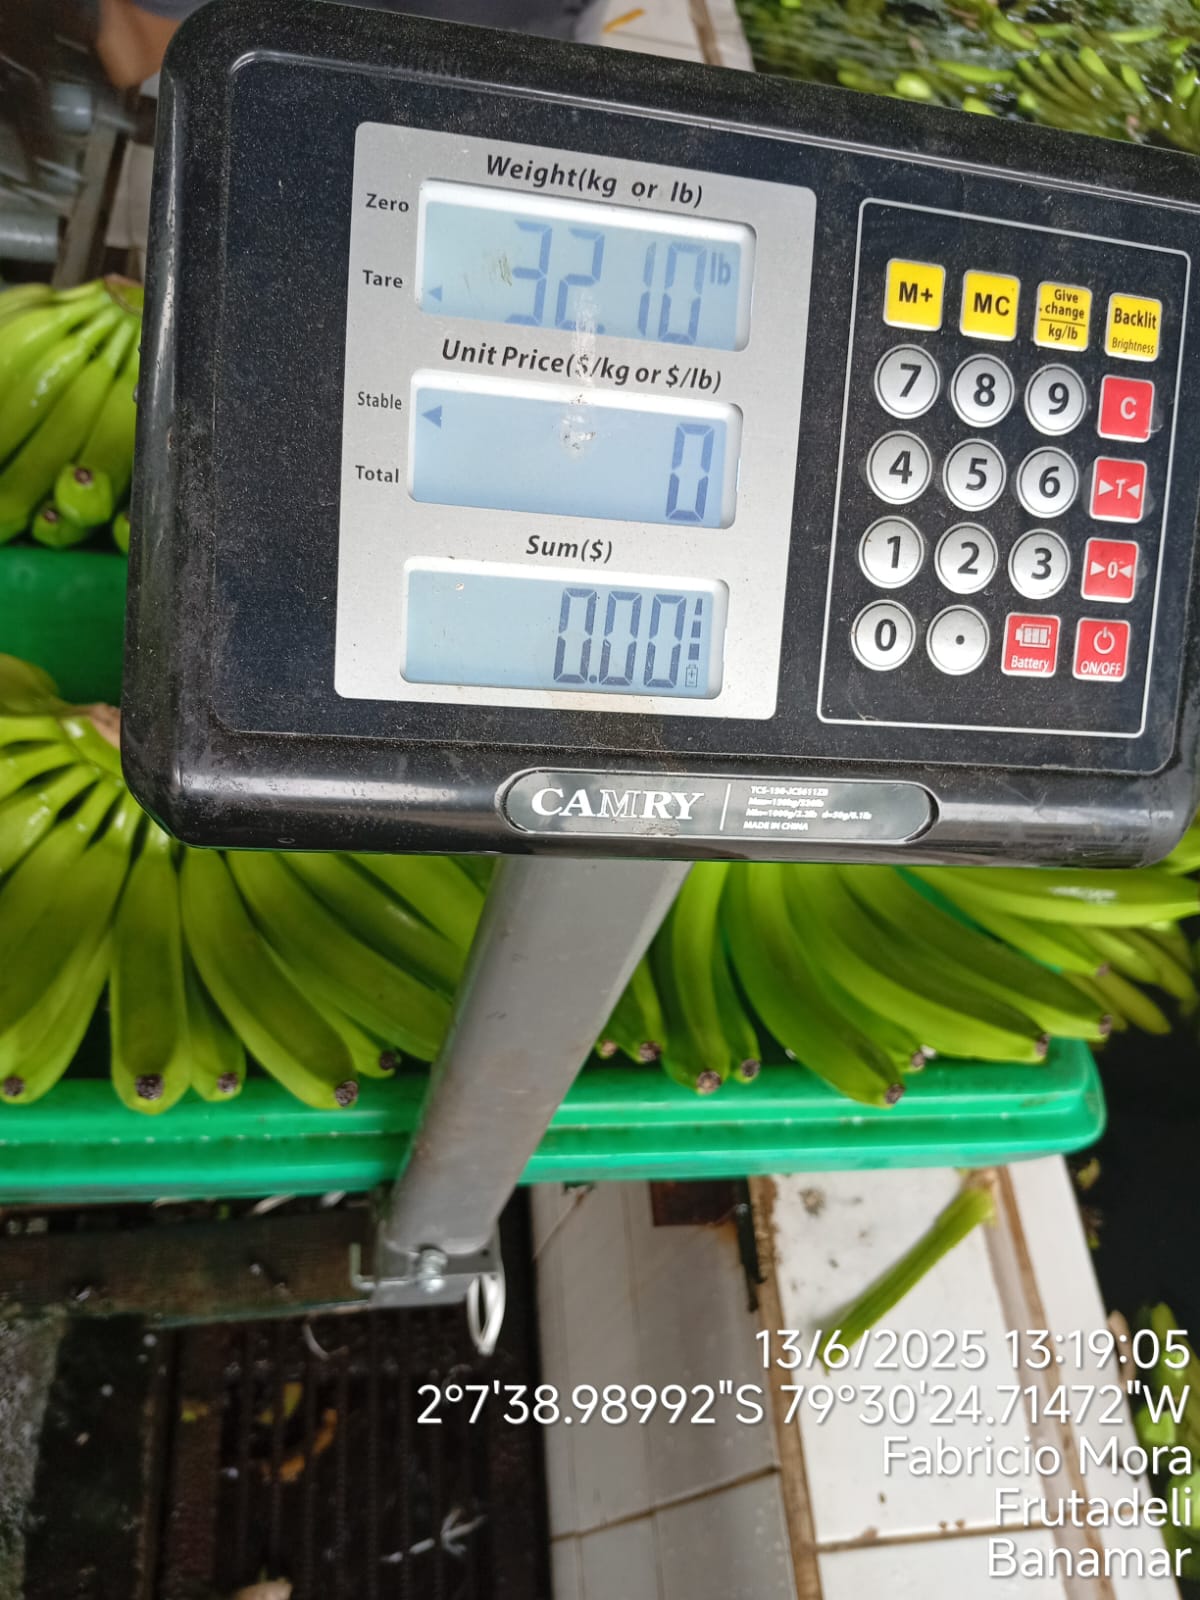 Weight(kg or lb)
Zero
Tare
32.10 lb
Unit Price($/kg or $/lb)
Stable
Total
0
Sum($)
0.00
M+ MC Give change kg/lb Backlit Brightness
7 8 9 C
4 5 6 ►T◄
1 2 3 ►0◄
0 . Battery ON/OFF
CAMRY
MADE IN CHINA
13/6/2025 13:19:05
2°7'38.98992"S 79°30'24.71472"W
Fabricio Mora
Frutadeli
Banamar